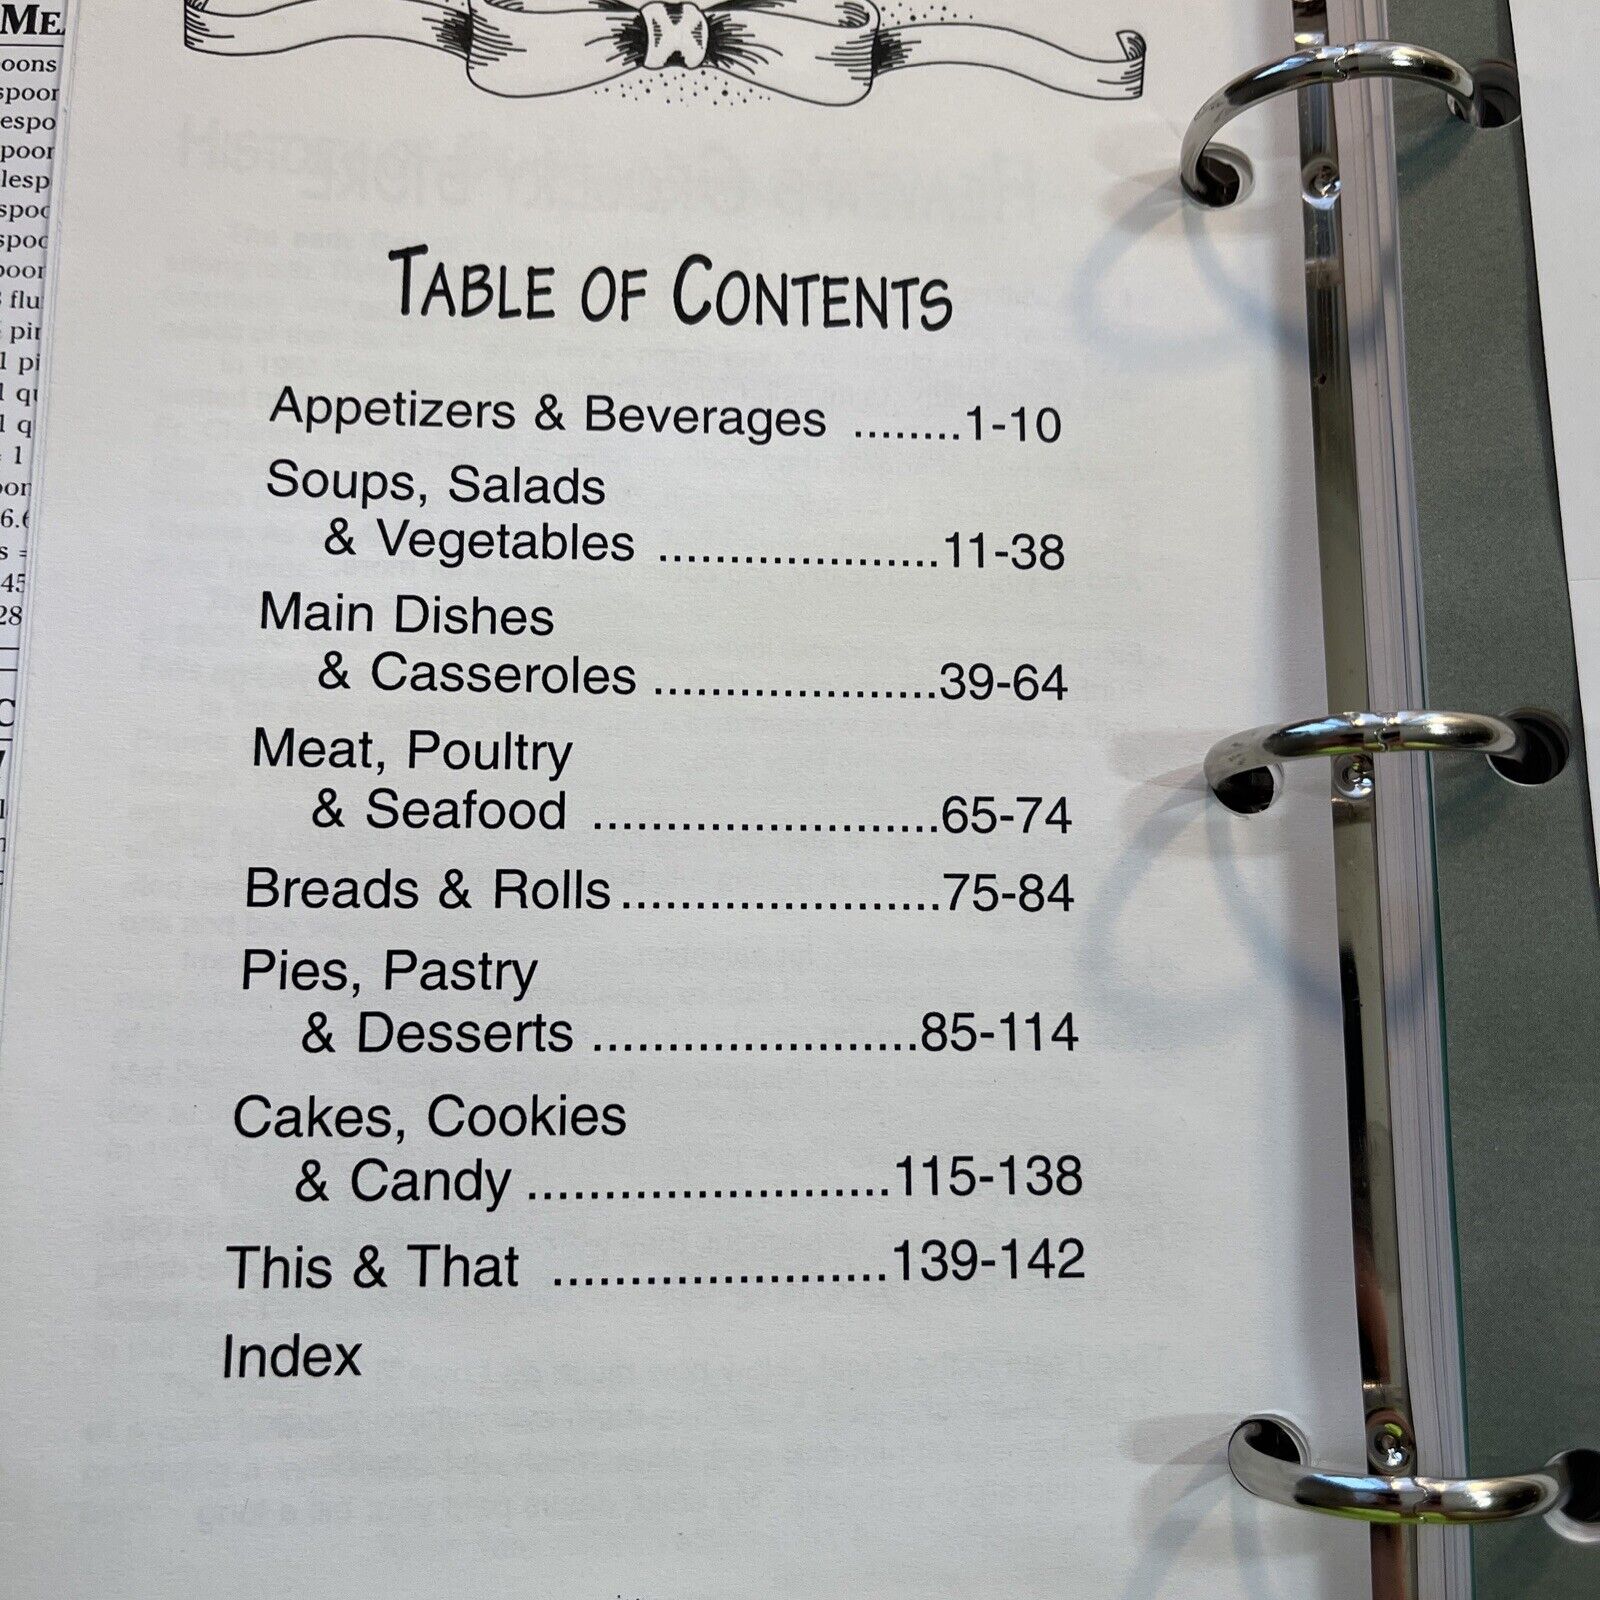 TABLE OF CONTENTS
Appetizers & Beverages ........1-10
Soups, Salads
& Vegetables ...................11-38
Main Dishes
& Casseroles ....................39-64
Meat, Poultry
& Seafood ........................65-74
Breads & Rolls......................75-84
Pies, Pastry
& Desserts .......................85-114
Cakes, Cookies
& Candy ........................115-138
This & That ......................139-142
Index